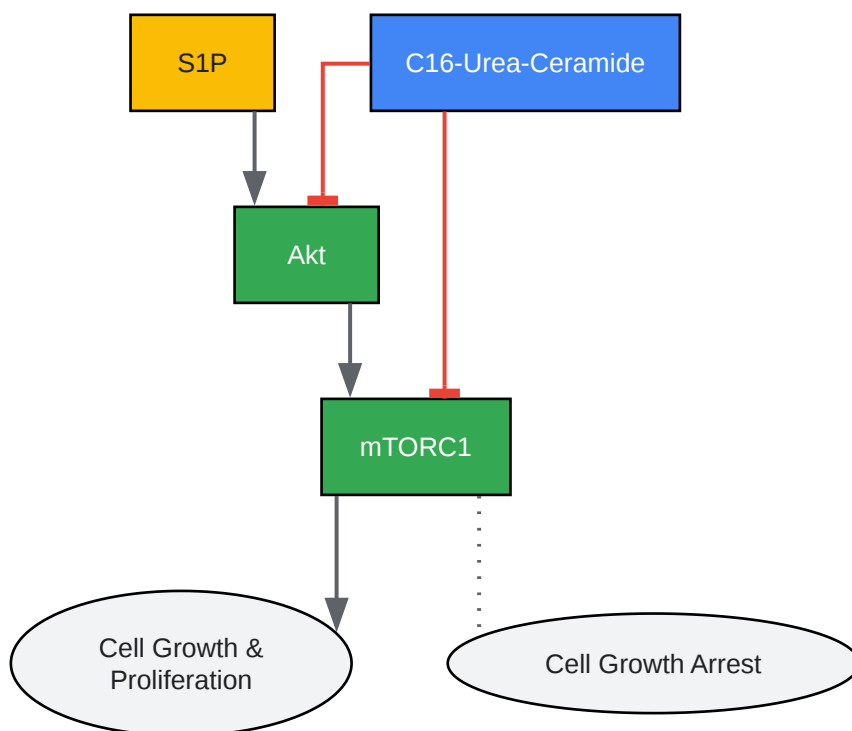 S1P
C16-Urea-Ceramide
Akt
mTORC1
Cell Growth &
Proliferation
Cell Growth Arrest